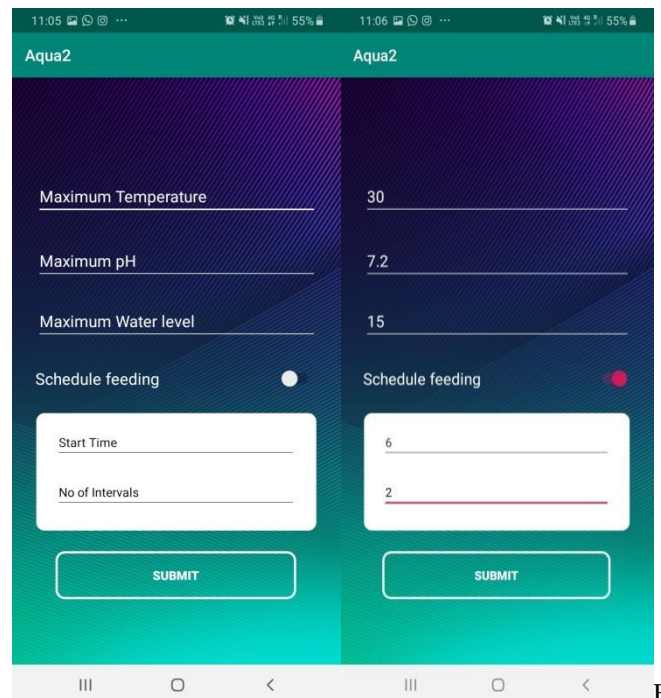 11:05 ... 55%
Aqua2
Maximum Temperature
Maximum pH
Maximum Water level
Schedule feeding
Start Time
No of Intervals
SUBMIT
11:06 ... 55%
Aqua2
30
7.2
15
Schedule feeding
6
2
SUBMIT